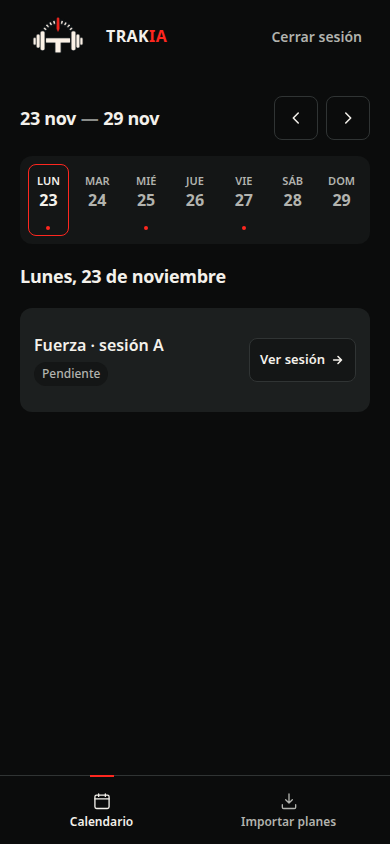 TRAKIA
Cerrar sesión
23 nov — 29 nov
LUN MAR MIÉ JUE VIE SÁB DOM
23 24 25 26 27 28 29
Lunes, 23 de noviembre
Fuerza · sesión A
Pendiente
Ver sesión →
Calendario
Importar planes